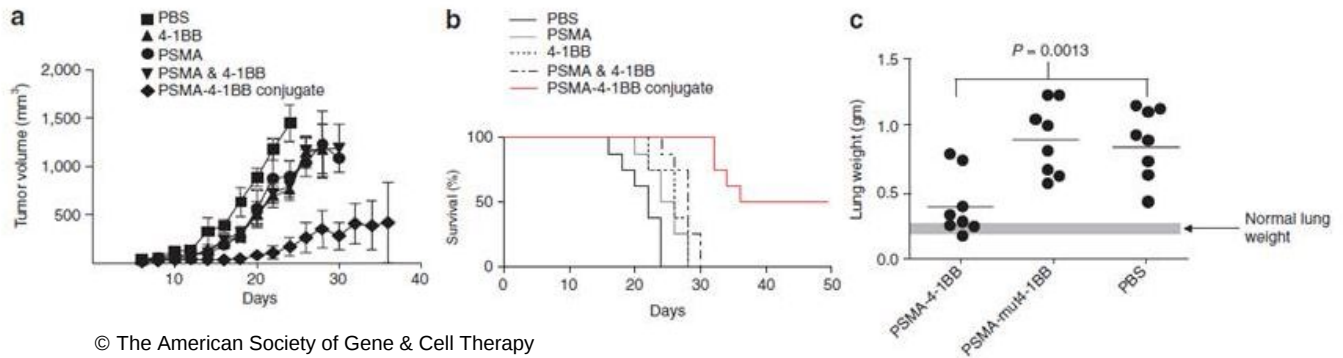 a
PBS
4-1BB
PSMA
PSMA & 4-1BB
PSMA-4-1BB conjugate
Tumor volume (mm³)
2,000
1,500
1,000
500
10
20
30
40
Days
b
PBS
PSMA
4-1BB
PSMA & 4-1BB
PSMA-4-1BB conjugate
Survival (%)
100
50
0
0
10
20
30
40
50
Days
c
P = 0.0013
Lung weight (gm)
1.5
1.0
0.5
0.0
Normal lung
weight
PSMA-4-1BB
PSMA-mut4-1BB
PBS
© The American Society of Gene & Cell Therapy